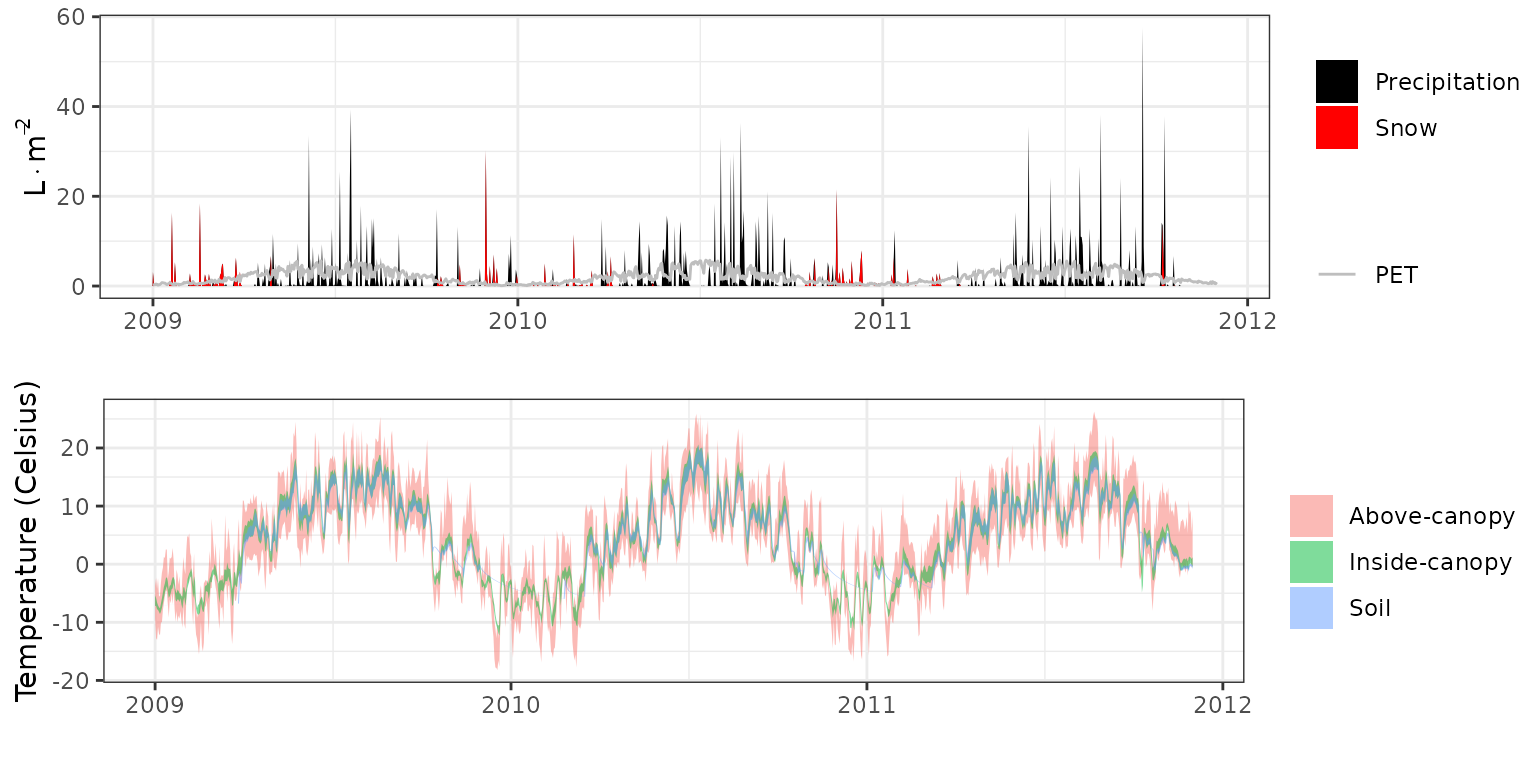 L · m⁻²
60
40
20
0
2009 2010 2011 2012
Precipitation
Snow
PET
Temperature (Celsius)
20
10
0
-10
-20
2009 2010 2011 2012
Above-canopy
Inside-canopy
Soil